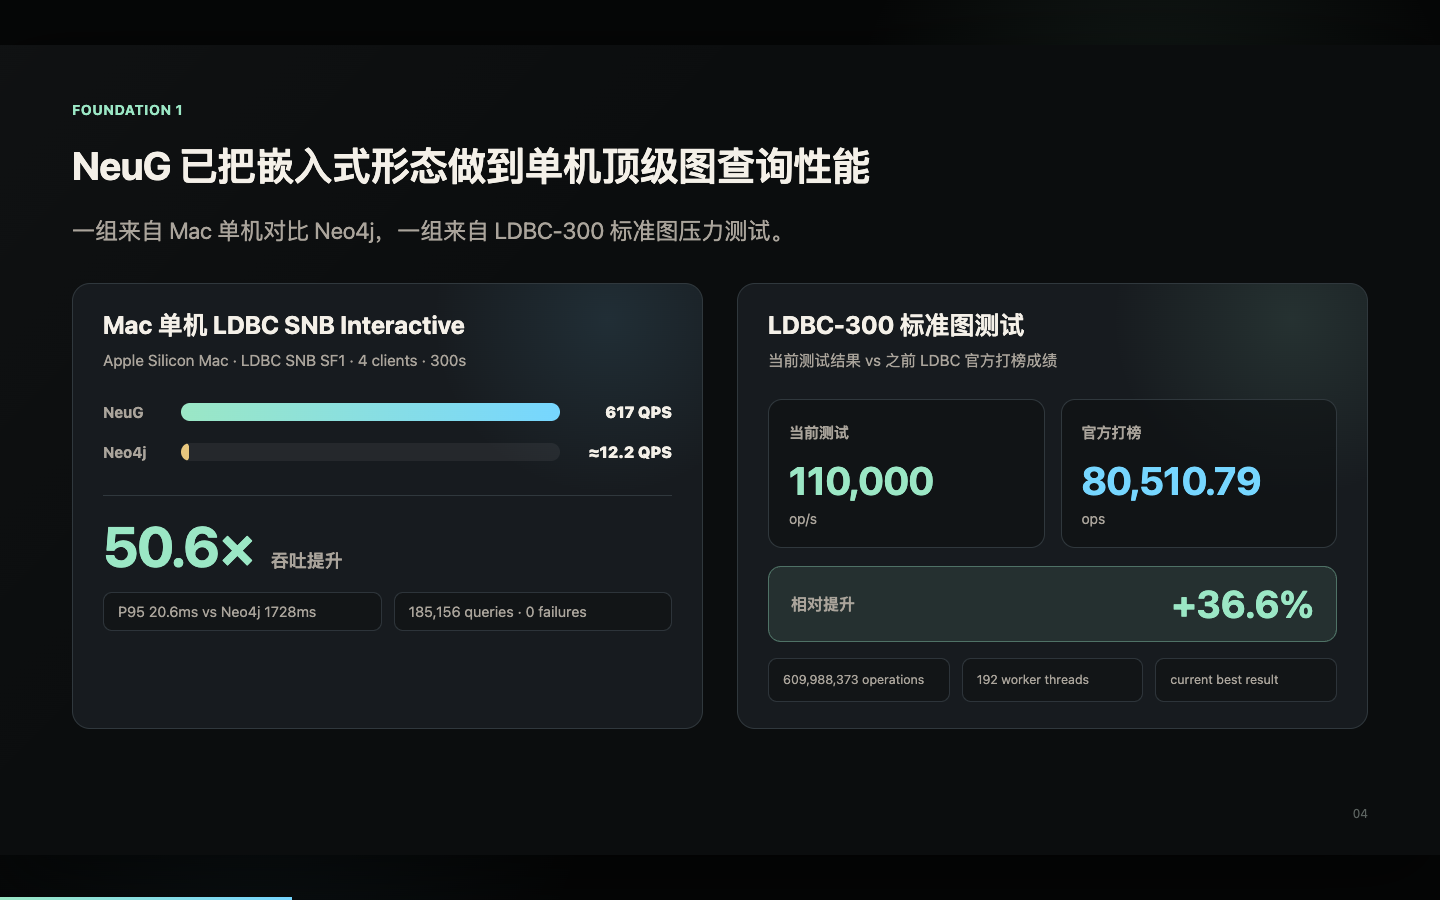 FOUNDATION 1
NeuG 已把嵌入式形态做到单机顶级图查询性能
一组来自 Mac 单机对比 Neo4j，一组来自 LDBC-300 标准图压力测试。
Mac 单机 LDBC SNB Interactive
Apple Silicon Mac · LDBC SNB SF1 · 4 clients · 300s
NeuG 617 QPS
Neo4j ≈12.2 QPS
50.6× 吞吐提升
P95 20.6ms vs Neo4j 1728ms
185,156 queries · 0 failures
LDBC-300 标准图测试
当前测试结果 vs 之前 LDBC 官方打榜成绩
当前测试
110,000
op/s
官方打榜
80,510.79
ops
相对提升 +36.6%
609,988,373 operations
192 worker threads
current best result
04